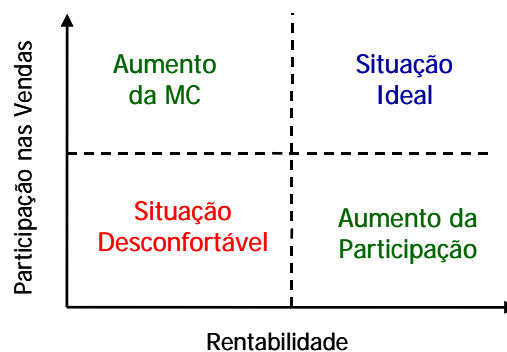 Participação nas Vendas
Aumento
da MC
Situação
Ideal
Situação
Desconfortável
Aumento da
Participação
Rentabilidade